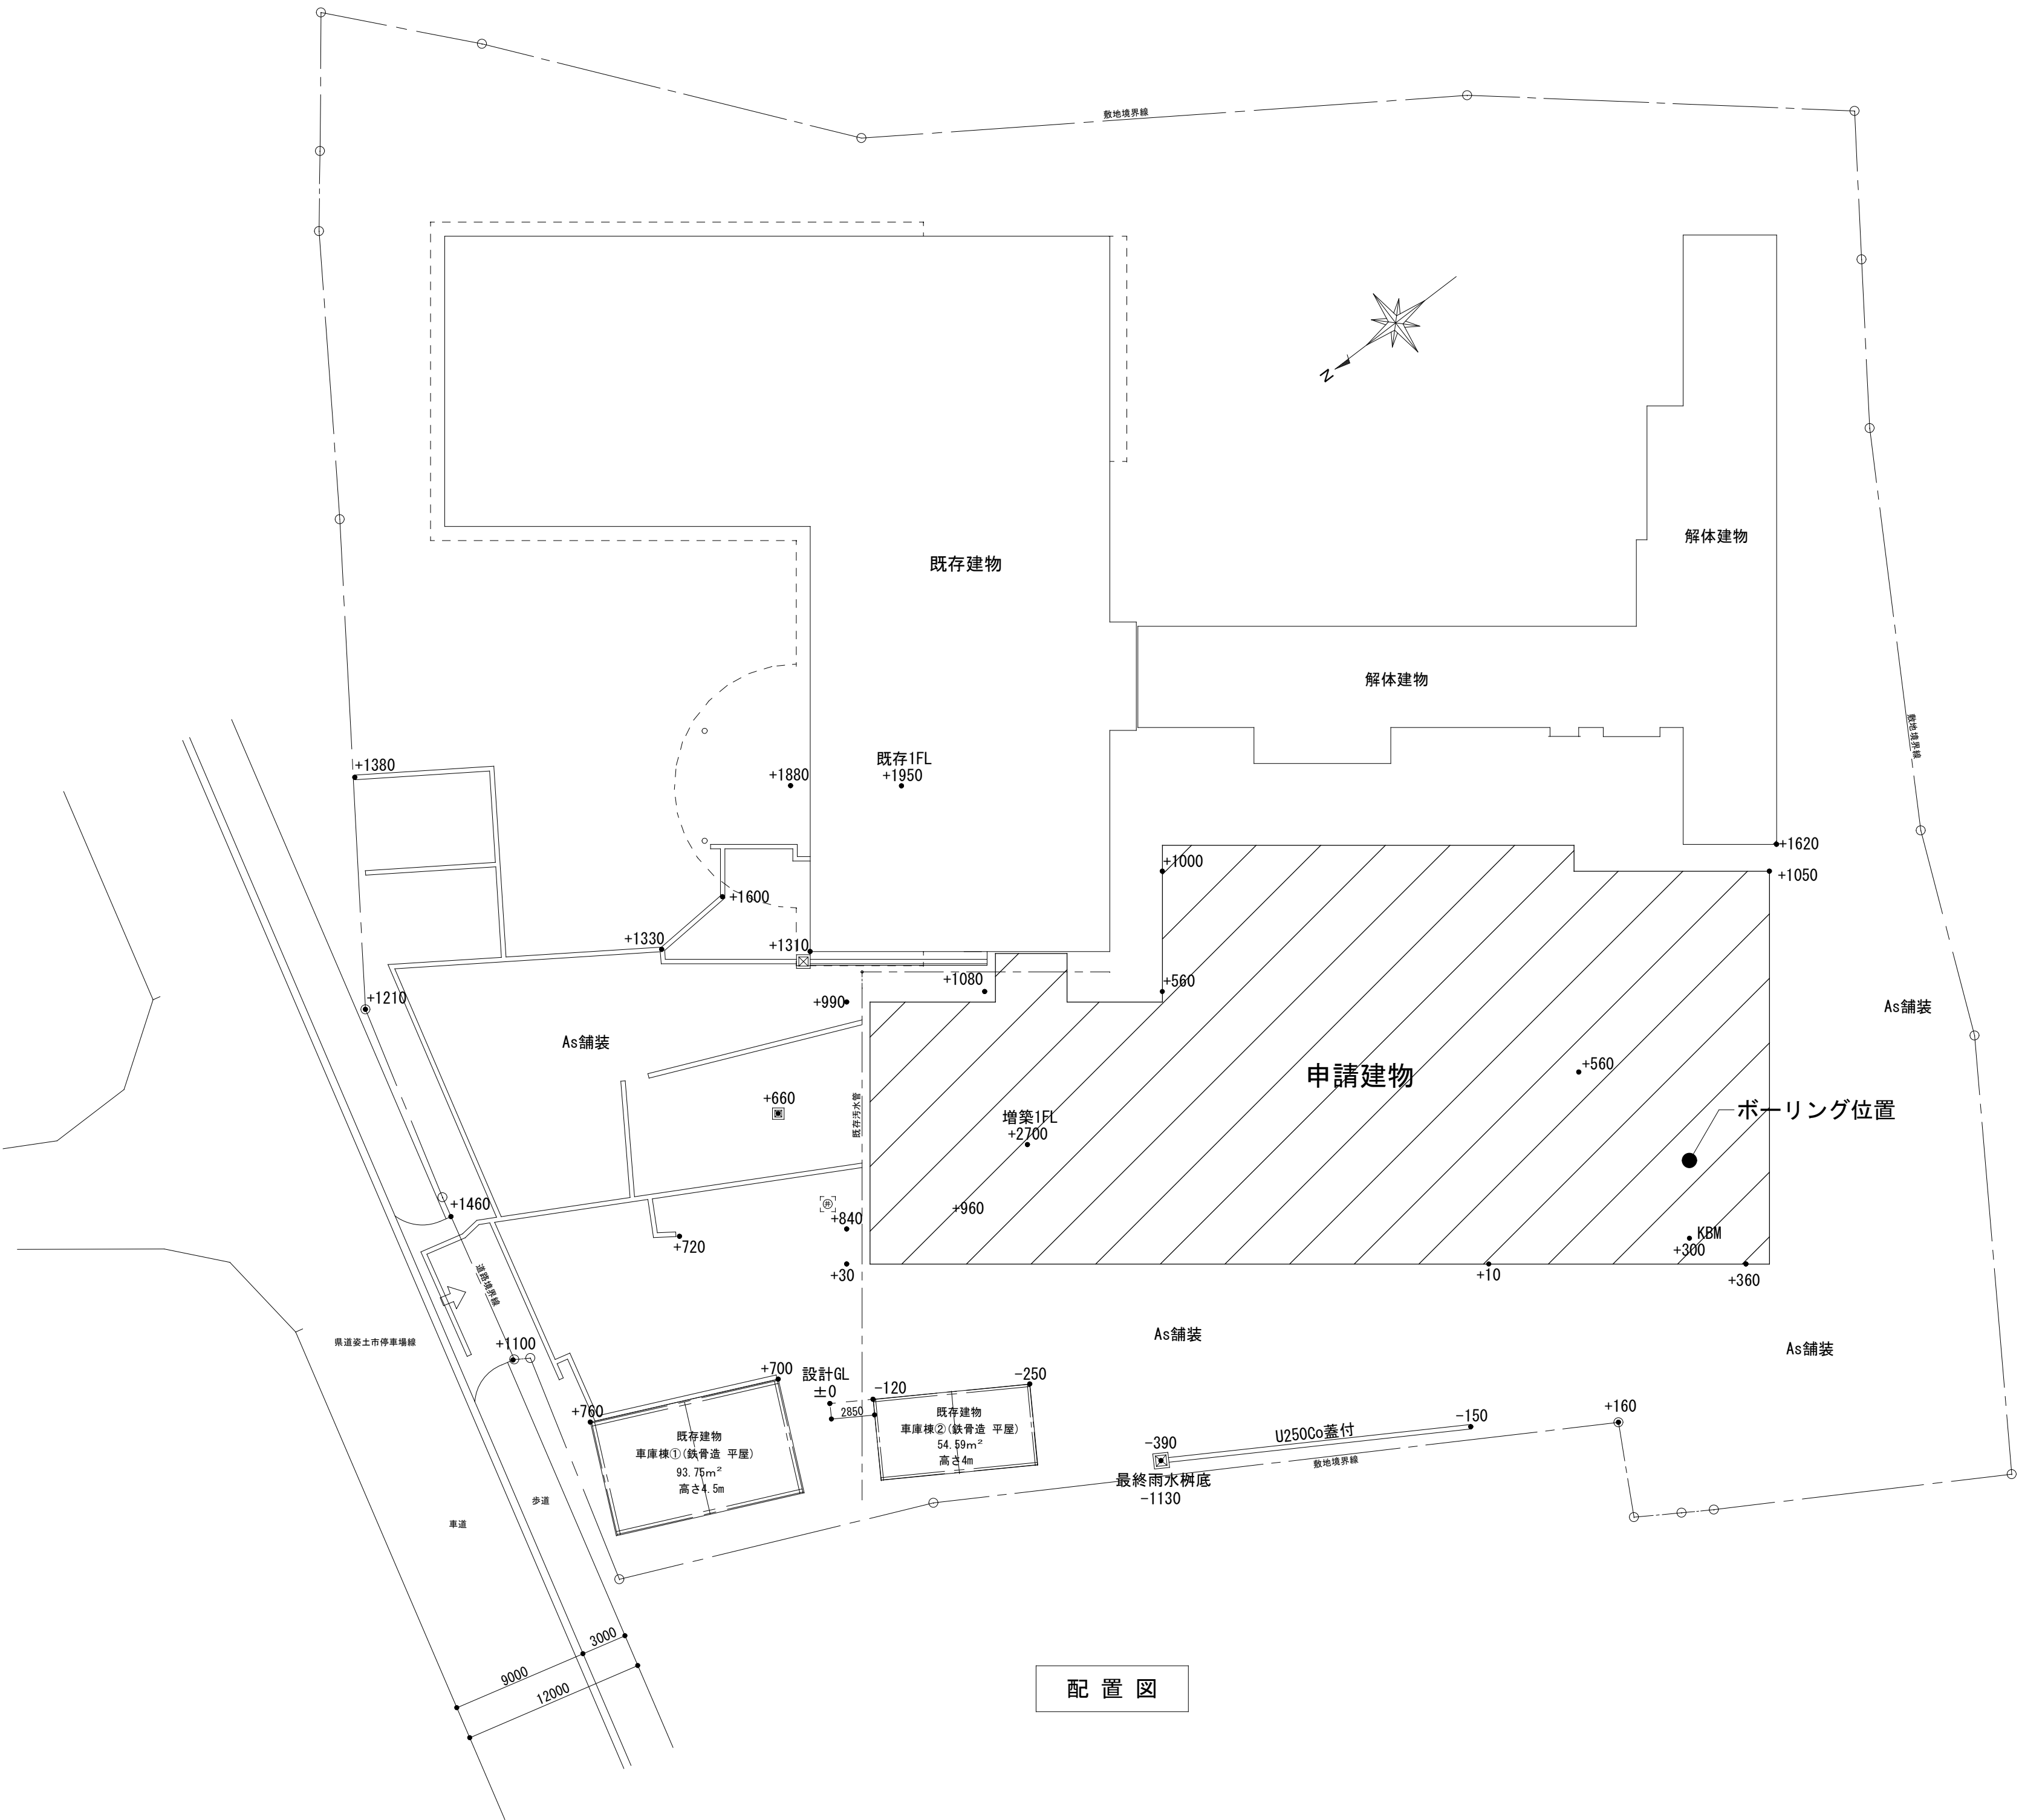 敷地境界線
N
既存建物
解体建物
解体建物
敷地境界線
既存1FL
+1950
+1880
+1380
+1620
+1000
+1050
+1600
+1330
+1310
+1080
+560
+990
+1210
As舗装
As舗装
+560
申請建物
+660
既存汚水管
増築1FL
+2700
ボーリング位置
井
+1460
+960
+840
+720
KBM
+300
+30
+10
+360
道路境界線
県道姿土市停車場線
+1100
As舗装
As舗装
+700
設計GL
±0
-120
-250
+760
2850
既存建物
車庫棟①(鉄骨造 平屋)
93.75m²
高さ4.5m
既存建物
車庫棟②(鉄骨造 平屋)
54.59m²
高さ4m
+160
-150
U250Co蓋付
-390
敷地境界線
最終雨水桝底
-1130
歩道
車道
3000
9000
12000
配置図